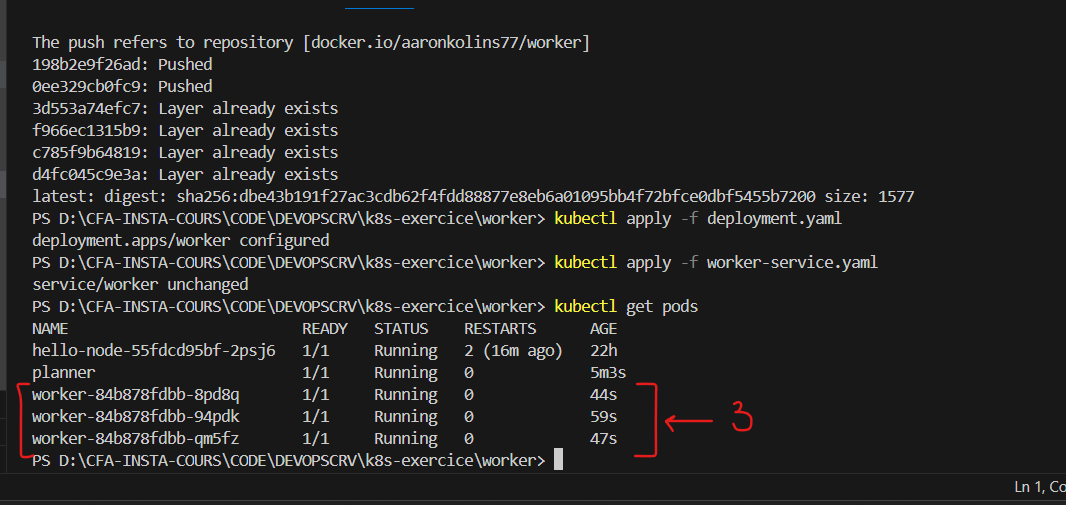 The push refers to repository [docker.io/aaronkolins77/worker]
198b2e9f26ad: Pushed
0ee329cb0fc9: Pushed
3d553a74efc7: Layer already exists
f966ec1315b9: Layer already exists
c785f9b64819: Layer already exists
d4fc045c9e3a: Layer already exists
latest: digest: sha256:dbe43b191f27ac3cdb62f4fdd88877e8eb6a01095bb4f72bfce0dbf5455b7200 size: 1577
PS D:\CFA-INSTA-COURS\CODE\DEVOPSCRV\k8s-exercice\worker> kubectl apply -f deployment.yaml
deployment.apps/worker configured
PS D:\CFA-INSTA-COURS\CODE\DEVOPSCRV\k8s-exercice\worker> kubectl apply -f worker-service.yaml
service/worker unchanged
PS D:\CFA-INSTA-COURS\CODE\DEVOPSCRV\k8s-exercice\worker> kubectl get pods
NAME READY STATUS RESTARTS AGE
hello-node-55fdcd95bf-2psj6 1/1 Running 2 (16m ago) 22h
planner 1/1 Running 0 5m3s
worker-84b878fdbb-8pd8q 1/1 Running 0 44s
worker-84b878fdbb-94pdk 1/1 Running 0 59s
worker-84b878fdbb-qm5fz 1/1 Running 0 47s
3
PS D:\CFA-INSTA-COURS\CODE\DEVOPSCRV\k8s-exercice\worker>
Ln 1, Co